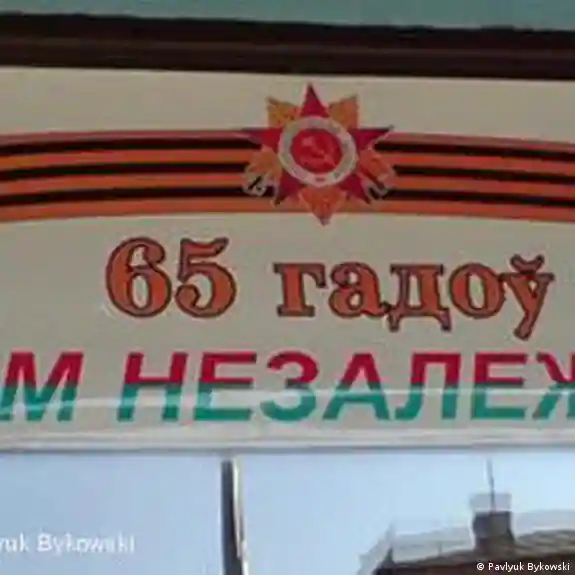 65 гадоў
М НЕЗАЛЕЖ
yuk Bykowski
© Pavlyuk Bykowski